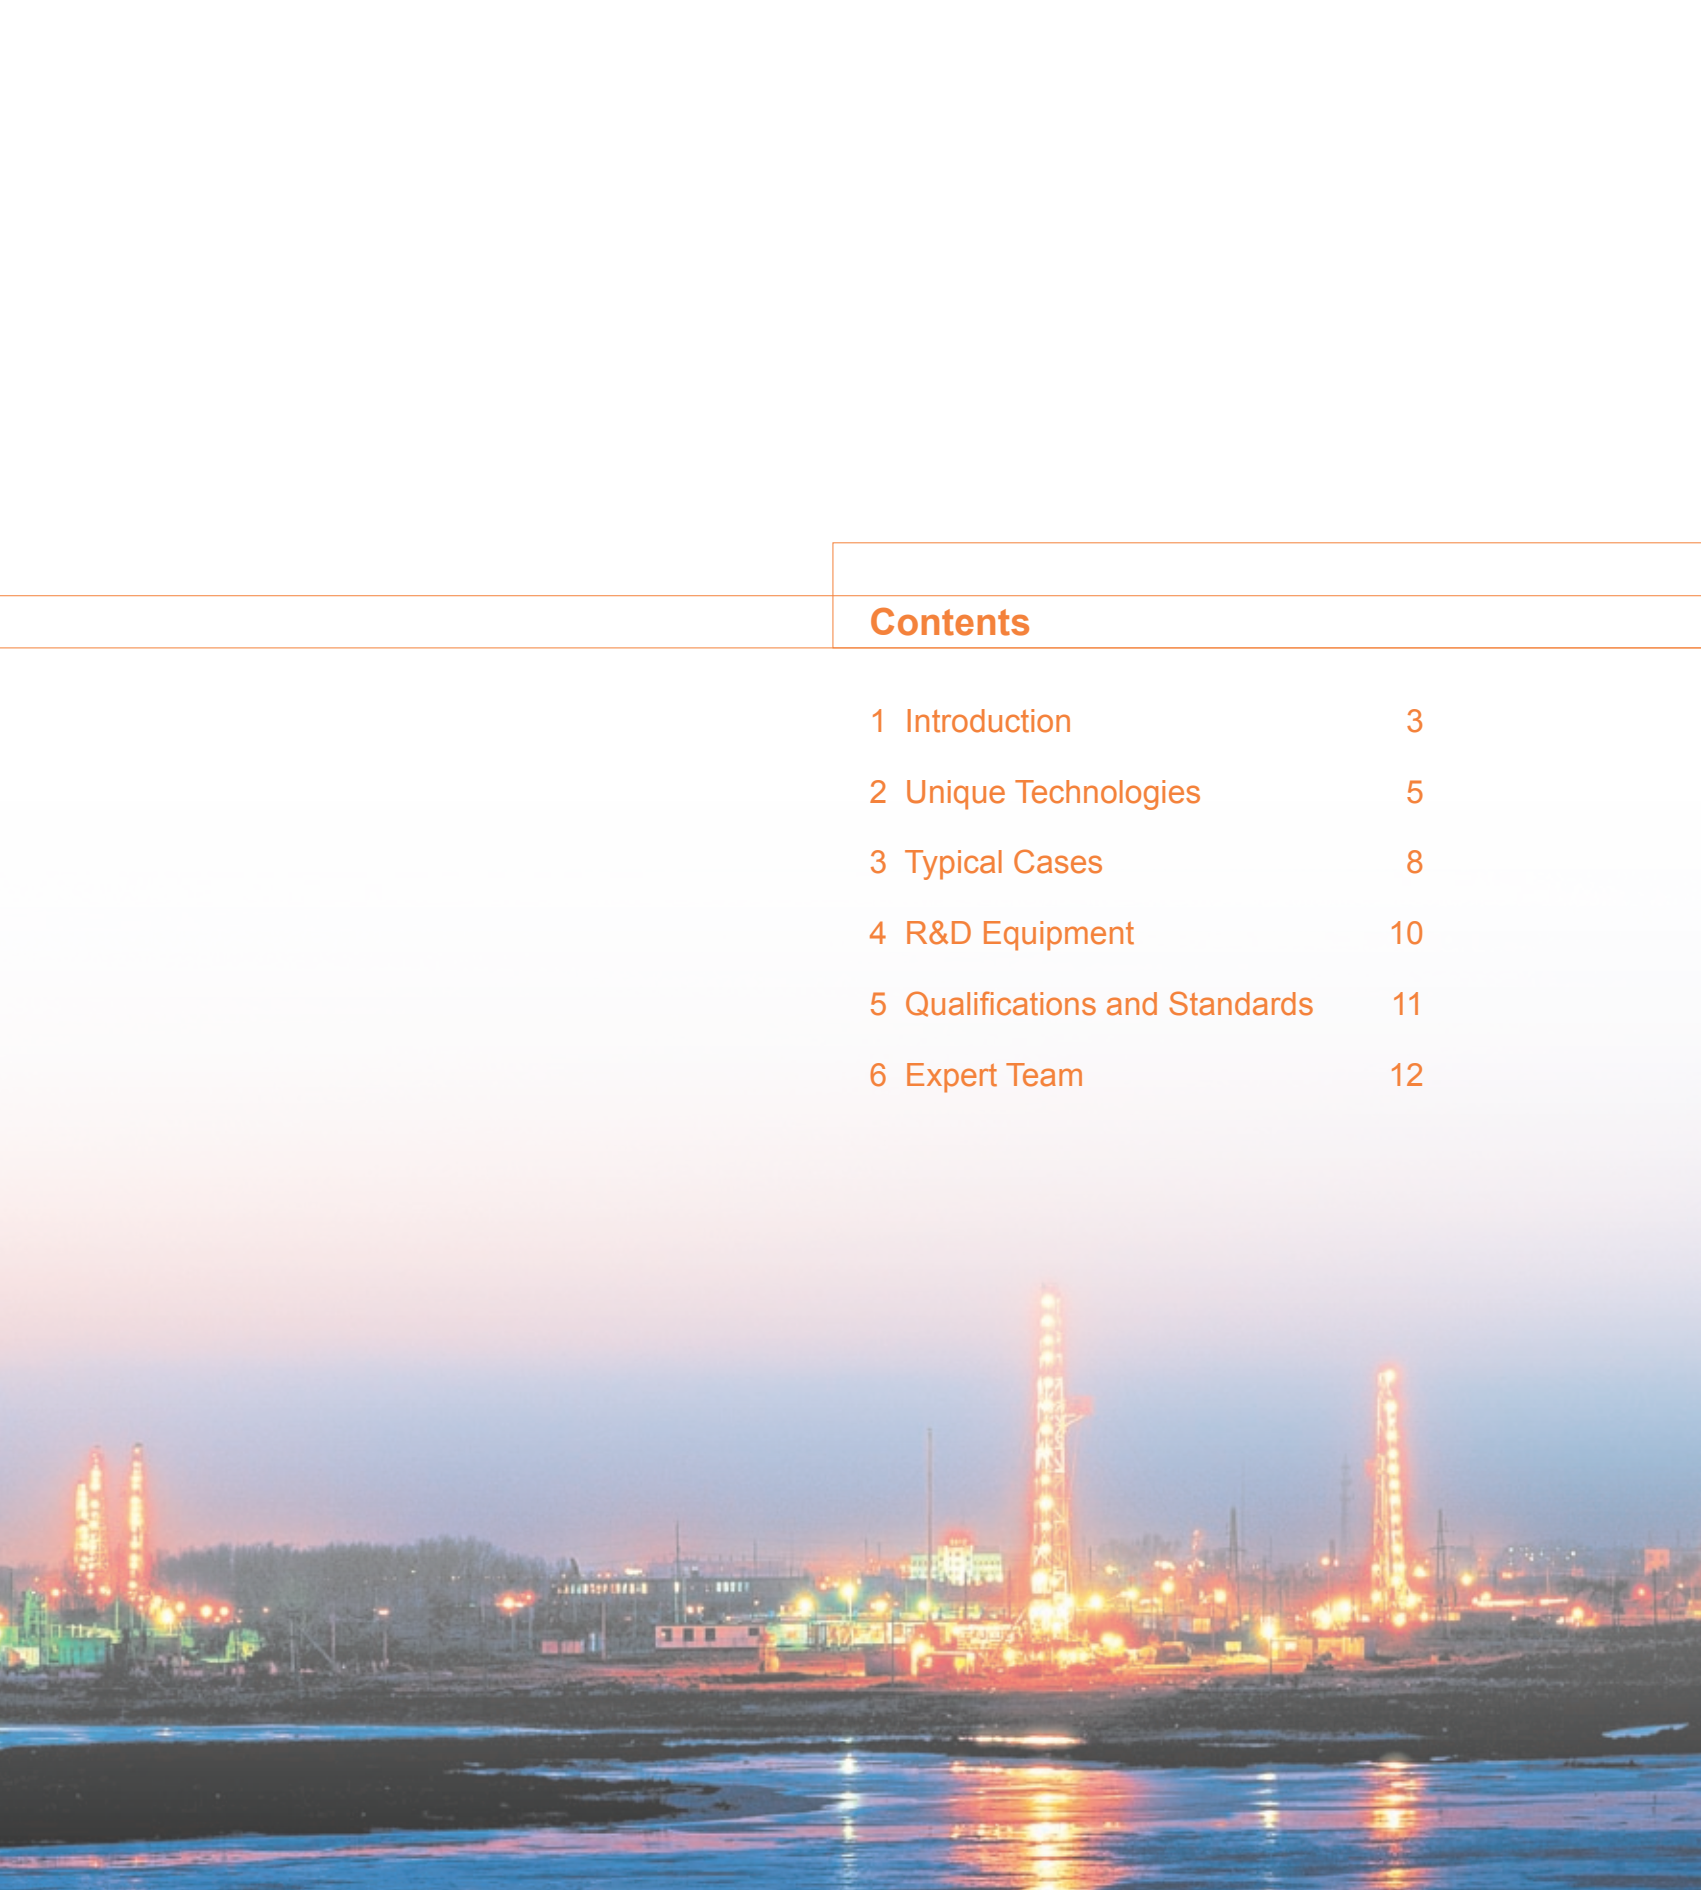 Contents
1 Introduction 3
2 Unique Technologies 5
3 Typical Cases 8
4 R&D Equipment 10
5 Qualifications and Standards 11
6 Expert Team 12